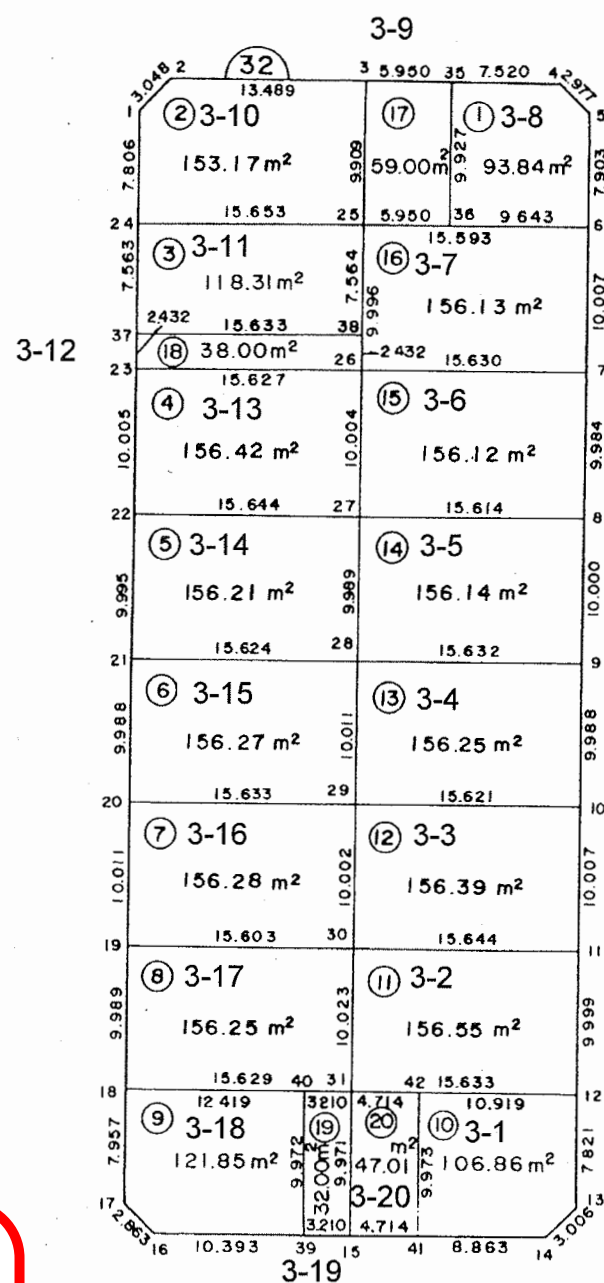 3-9
32
3.048 2 13.489 3 5.950 35 7.520 4 2.977
1 ② 3-10 ⑰ ① 3-8 5
7.806 153.17m² 9.909 59.00m² 9.927 93.84m² 7.903
24 15.653 25 5.950 36 9.643 6
15.593
7.563 ③ 3-11 7.564 ⑯ 3-7
118.31m² 9.996 156.13m² 10.007
2.432
37 15.633 38
3-12 ⑱ 38.00m² 26 2.432 15.630 7
23 15.627
④ 3-13 ⑮ 3-6
10.005 156.42 m² 10.004 156.12 m² 9.984
22 15.644 27 15.614 8
⑤ 3-14 ⑭ 3-5
9.995 156.21 m² 9.989 156.14 m² 10.000
21 15.624 28 15.632 9
⑥ 3-15 ⑬ 3-4
9.988 156.27 m² 10.011 156.25 m² 9.988
20 15.633 29 15.621 10
⑦ 3-16 ⑫ 3-3
10.011 156.28 m² 10.002 156.39 m² 10.007
19 15.603 30 15.644 11
⑧ 3-17 ⑪ 3-2
9.989 156.25 m² 10.023 156.55 m² 9.999
18 15.629 40 31 42 15.633 12
12.419 3.210 4.714 10.919
⑨ 3-18 ⑲ ⑳ ⑩ 3-1
7.957 121.85m² 9.972 32.00m² 9.971 47.01 m² 9.973 106.86m² 7.821
3-20
17 2.863 3.210 4.714 3.006 13
16 10.393 39 15 41 8.863 14
3-19